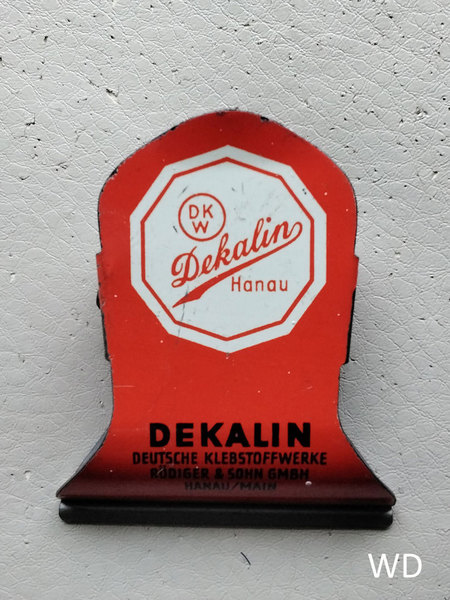 DK
W
Dekalin
Hanau
DEKALIN
DEUTSCHE KLEBSTOFFWERKE
RÜDIGER & SOHN GMBH
HANAU/MAIN
WD